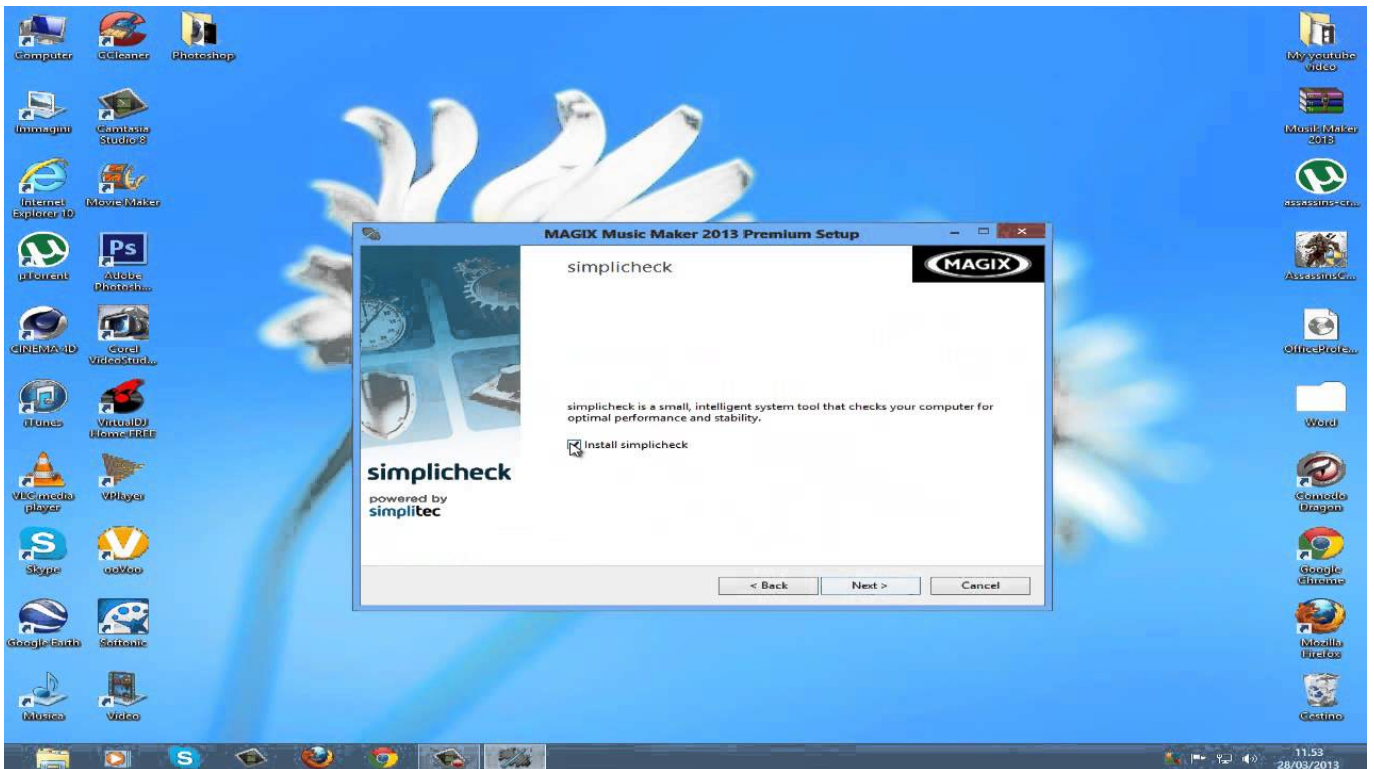 Computer
CCleaner
Photoshop
Immagini
Camtasia
Studio 8
Internet
Explorer 10
Movie Maker
µTorrent
Ps
Adobe
Photosh...
CINEMA 4D
Corel
VideoStud...
iTunes
VirtualDJ
Home FREE
VLC media
player
VPlayer
Skype
ooVoo
Google Earth
Softonic
Musica
Video
MAGIX Music Maker 2013 Premium Setup
simplicheck
MAGIX
simplicheck is a small, intelligent system tool that checks your computer for
optimal performance and stability.
Install simplicheck
simplicheck
powered by
simplitec
< Back
Next >
Cancel
My youtube
video
Musik Maker
2013
assassins-cr...
AssassinsC...
OfficeProfe...
Word
Comodo
Dragon
Google
Chrome
Mozilla
Firefox
Cestino
11.53
28/03/2013